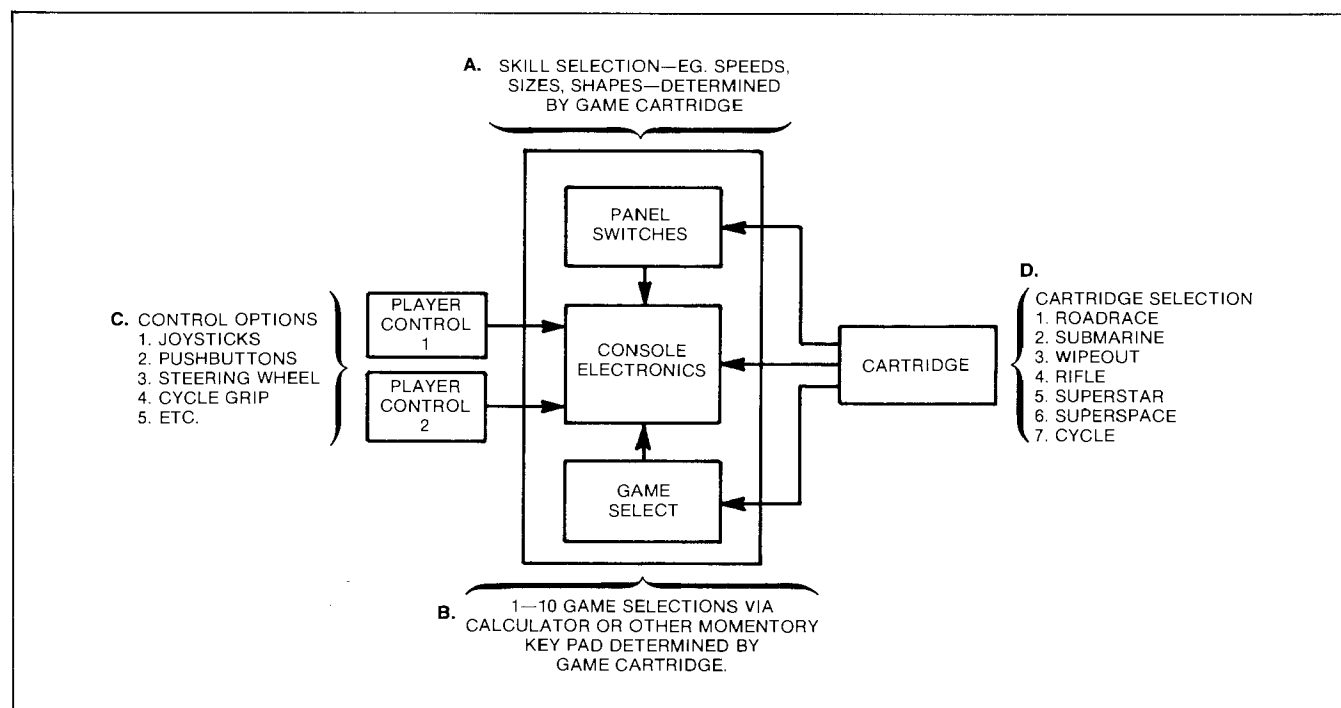 A. SKILL SELECTION—EG. SPEEDS,
SIZES, SHAPES—DETERMINED
BY GAME CARTRIDGE
PANEL
SWITCHES
C. CONTROL OPTIONS
1. JOYSTICKS
2. PUSHBUTTONS
3. STEERING WHEEL
4. CYCLE GRIP
5. ETC.
PLAYER
CONTROL
1
PLAYER
CONTROL
2
CONSOLE
ELECTRONICS
GAME
SELECT
CARTRIDGE
D.
CARTRIDGE SELECTION
1. ROADRACE
2. SUBMARINE
3. WIPEOUT
4. RIFLE
5. SUPERSTAR
6. SUPERSPACE
7. CYCLE
B. 1—10 GAME SELECTIONS VIA
CALCULATOR OR OTHER MOMENTORY
KEY PAD DETERMINED BY
GAME CARTRIDGE.